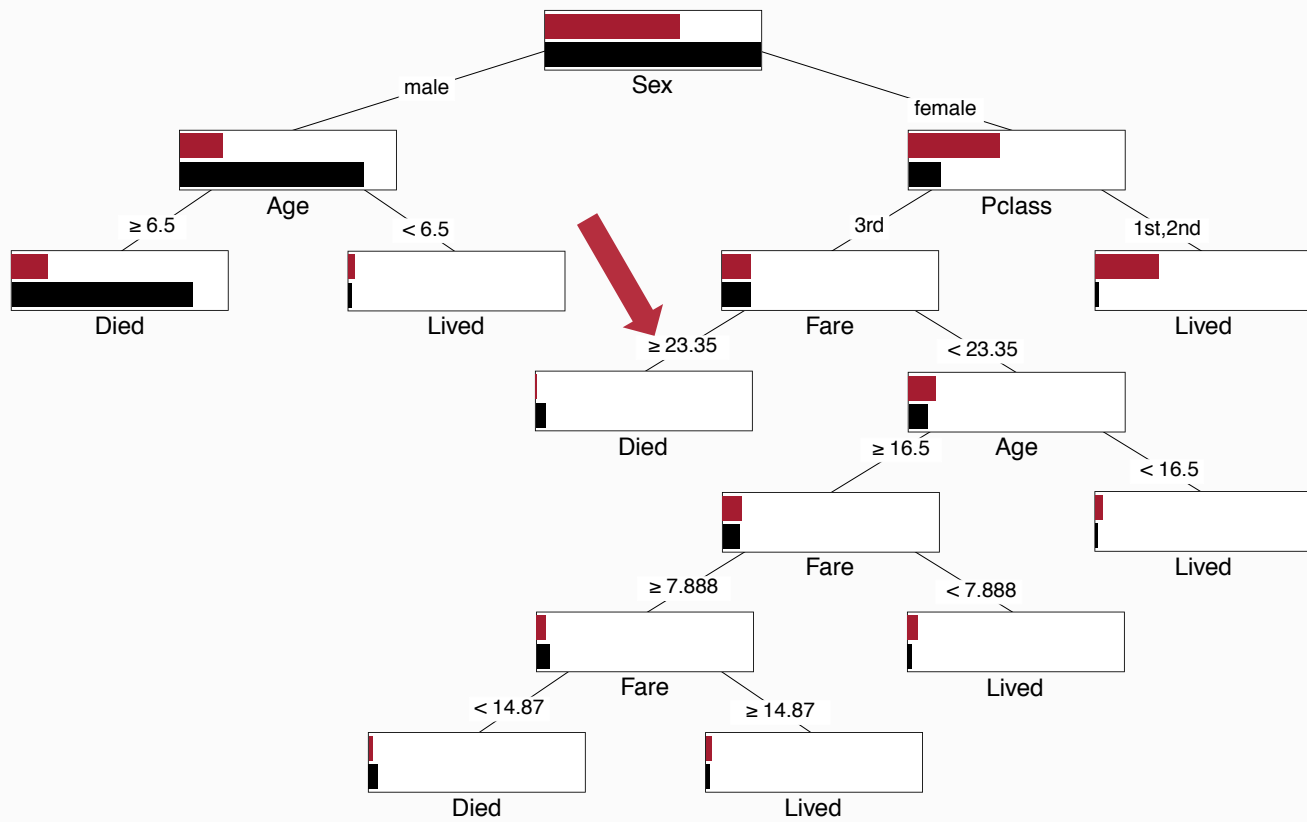 Sex
male
female
Age
Pclass
≥ 6.5
< 6.5
3rd
1st,2nd
Died
Lived
Fare
Lived
≥ 23.35
< 23.35
Died
Age
≥ 16.5
< 16.5
Fare
Lived
≥ 7.888
< 7.888
Fare
Lived
< 14.87
≥ 14.87
Died
Lived